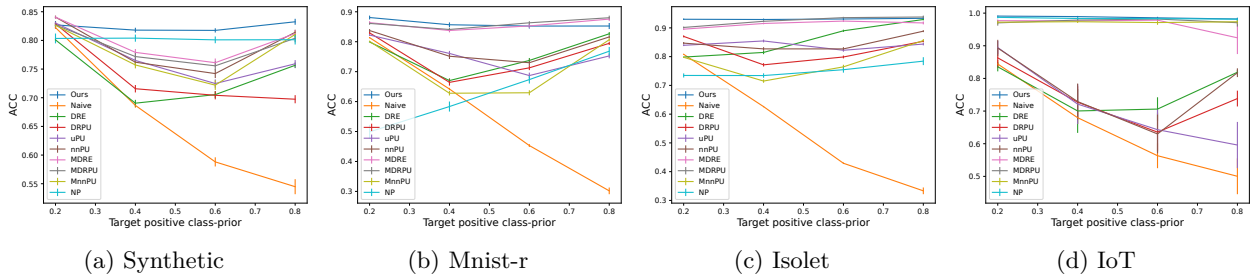 0.85
0.80
0.75
0.70
0.65
0.60
0.55
ACC
Ours
Naive
DRE
DRPU
uPU
nnPU
MDRE
MDRPU
MnnPU
NP
0.2 0.3 0.4 0.5 0.6 0.7 0.8
Target positive class-prior
(a) Synthetic
0.9
0.8
0.7
0.6
0.5
0.4
0.3
ACC
Ours
Naive
DRE
DRPU
uPU
nnPU
MDRE
MDRPU
MnnPU
NP
0.2 0.3 0.4 0.5 0.6 0.7 0.8
Target positive class-prior
(b) Mnist-r
0.9
0.8
0.7
0.6
0.5
0.4
0.3
ACC
Ours
Naive
DRE
DRPU
uPU
nnPU
MDRE
MDRPU
MnnPU
NP
0.2 0.3 0.4 0.5 0.6 0.7 0.8
Target positive class-prior
(c) Isolet
1.0
0.9
0.8
0.7
0.6
0.5
ACC
Ours
Naive
DRE
DRPU
uPU
nnPU
MDRE
MDRPU
MnnPU
NP
0.2 0.3 0.4 0.5 0.6 0.7 0.8
Target positive class-prior
(d) IoT